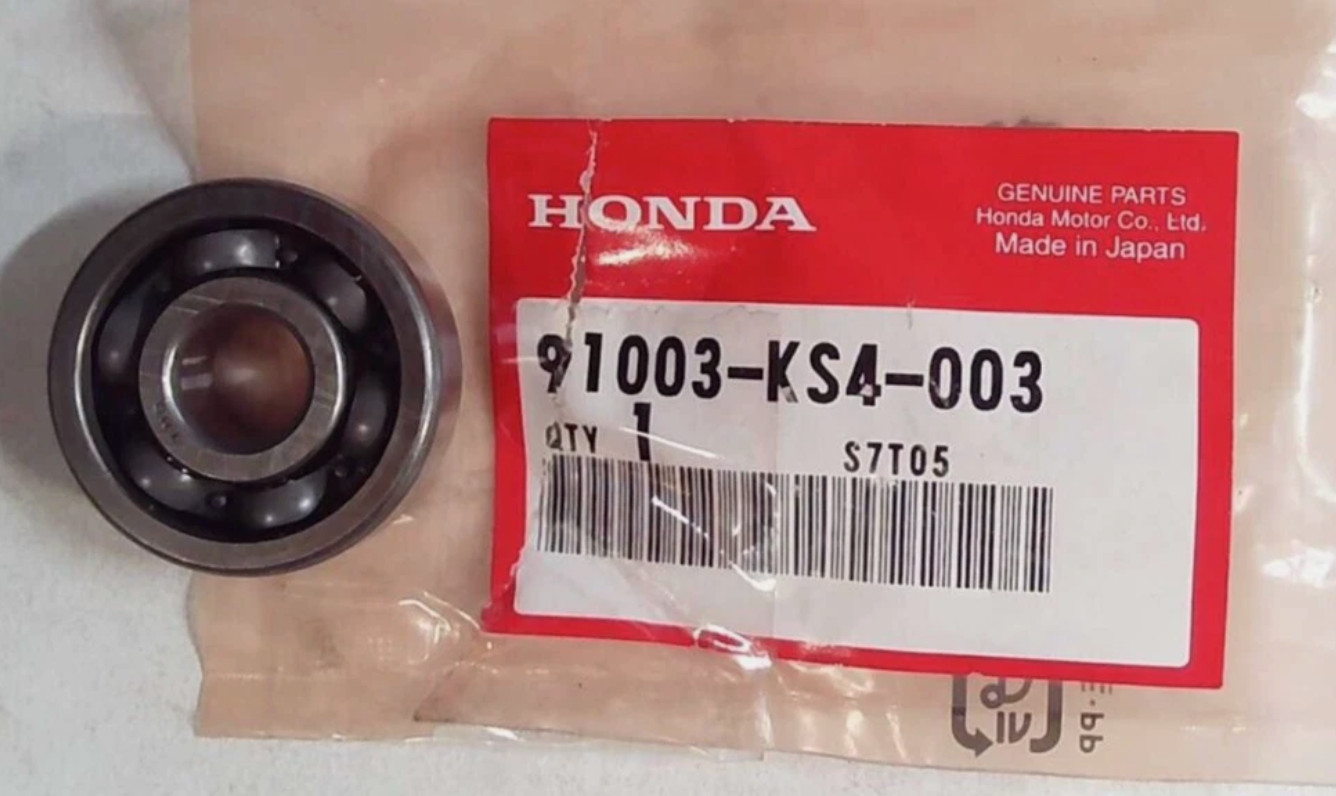 HONDA
GENUINE PARTS
Honda Motor Co., Ltd.
Made in Japan
91003-KS4-003
QTY 1
S7T05